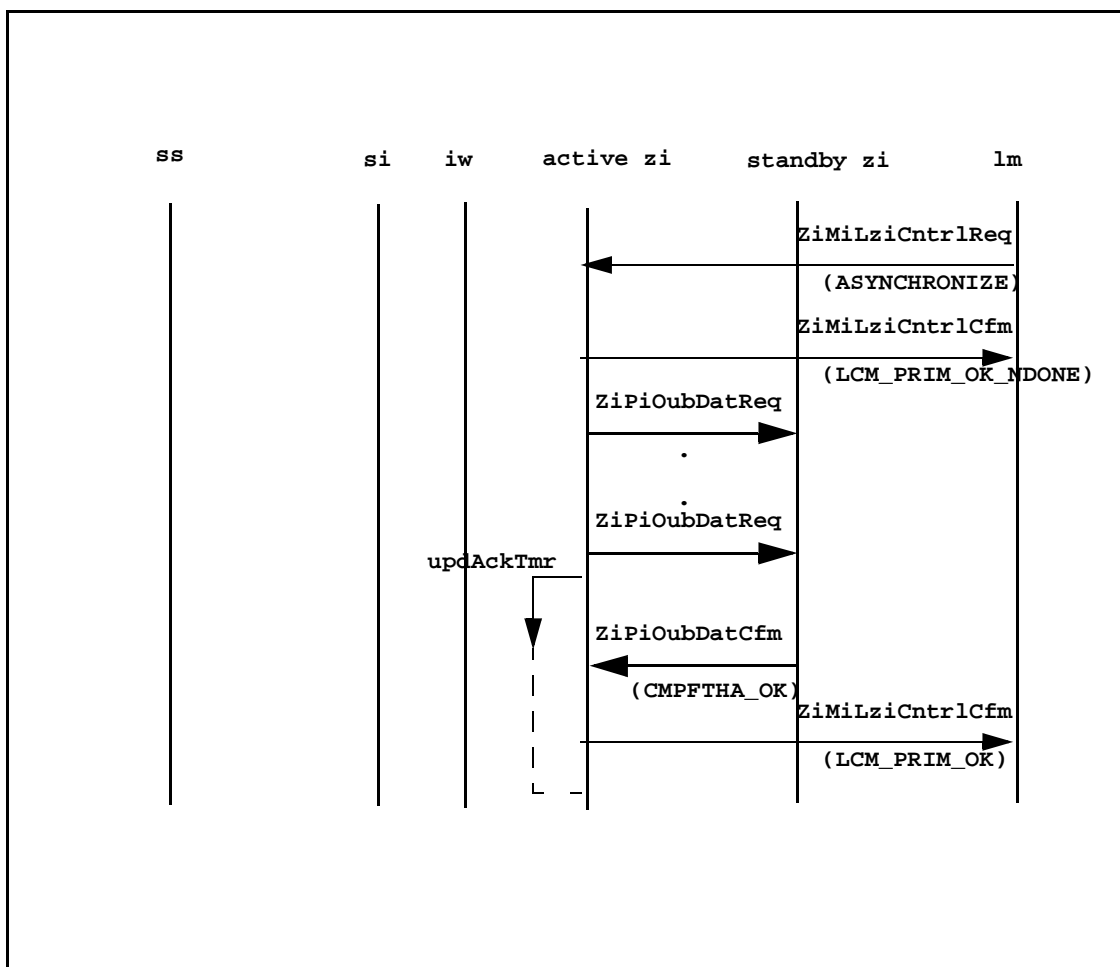 ss si iw active zi standby zi lm
ZiMiLziCntrlReq
(ASYNCHRONIZE)
ZiMiLziCntrlCfm
(LCM_PRIM_OK_NDONE)
ZiPiOubDatReq
.
.
ZiPiOubDatReq
updAckTmr
ZiPiOubDatCfm
(CMPFTHA_OK)
ZiMiLziCntrlCfm
(LCM_PRIM_OK)